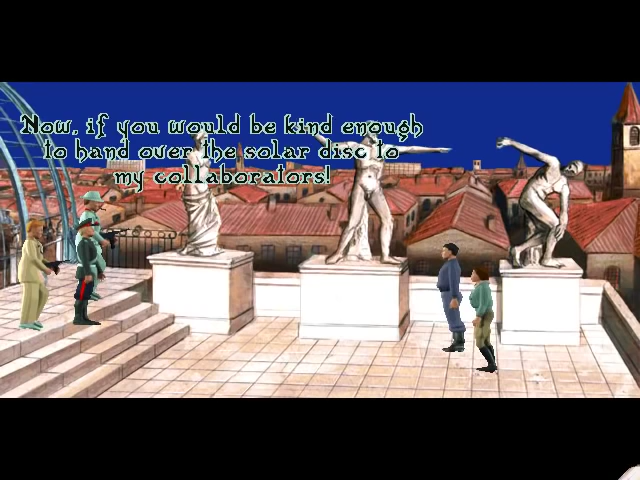 Now, if you would be kind enough
to hand over the solar disc to
my collaborators!